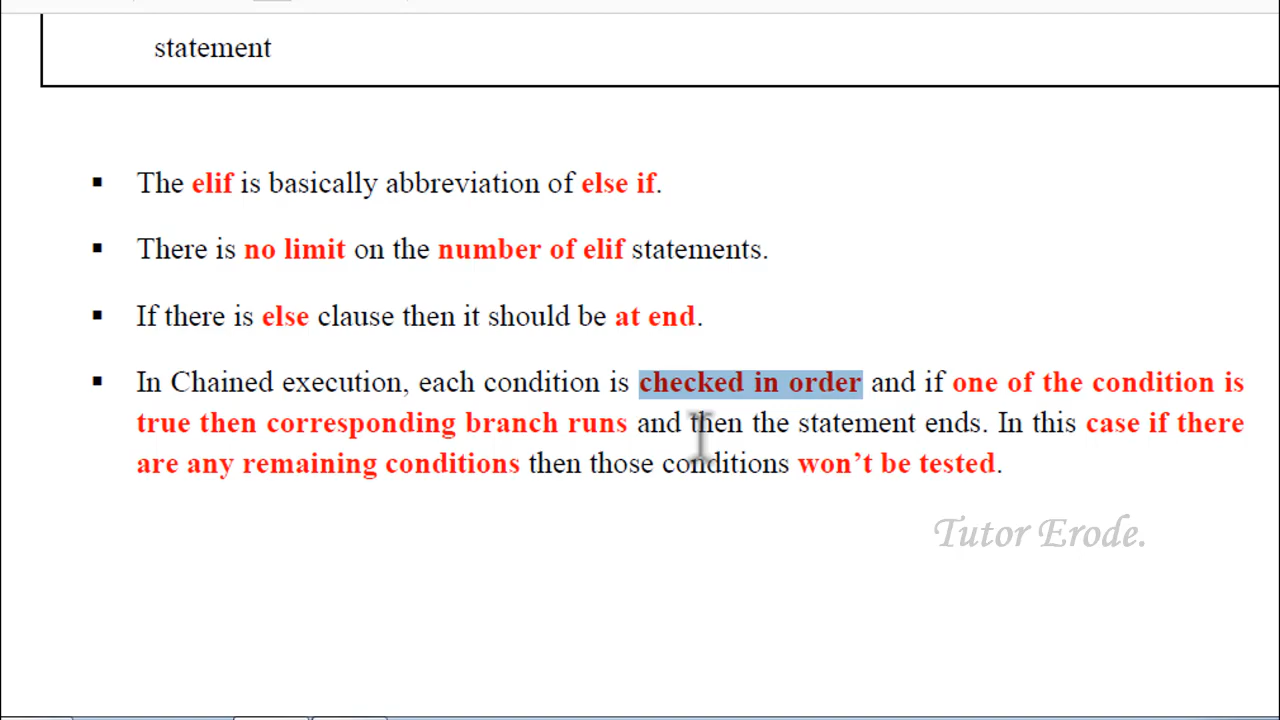 statement
▪ The elif is basically abbreviation of else if.
▪ There is no limit on the number of elif statements.
▪ If there is else clause then it should be at end.
▪ In Chained execution, each condition is checked in order and if one of the condition is
true then corresponding branch runs and then the statement ends. In this case if there
are any remaining conditions then those conditions won’t be tested.
Tutor Erode.